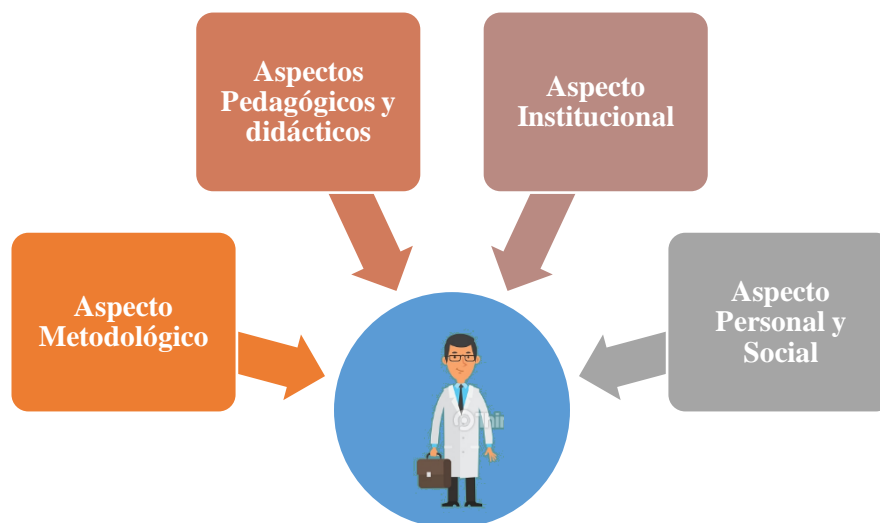 Aspectos
Pedagógicos y
didácticos
Aspecto
Institucional
Aspecto
Metodológico
Aspecto
Personal y
Social